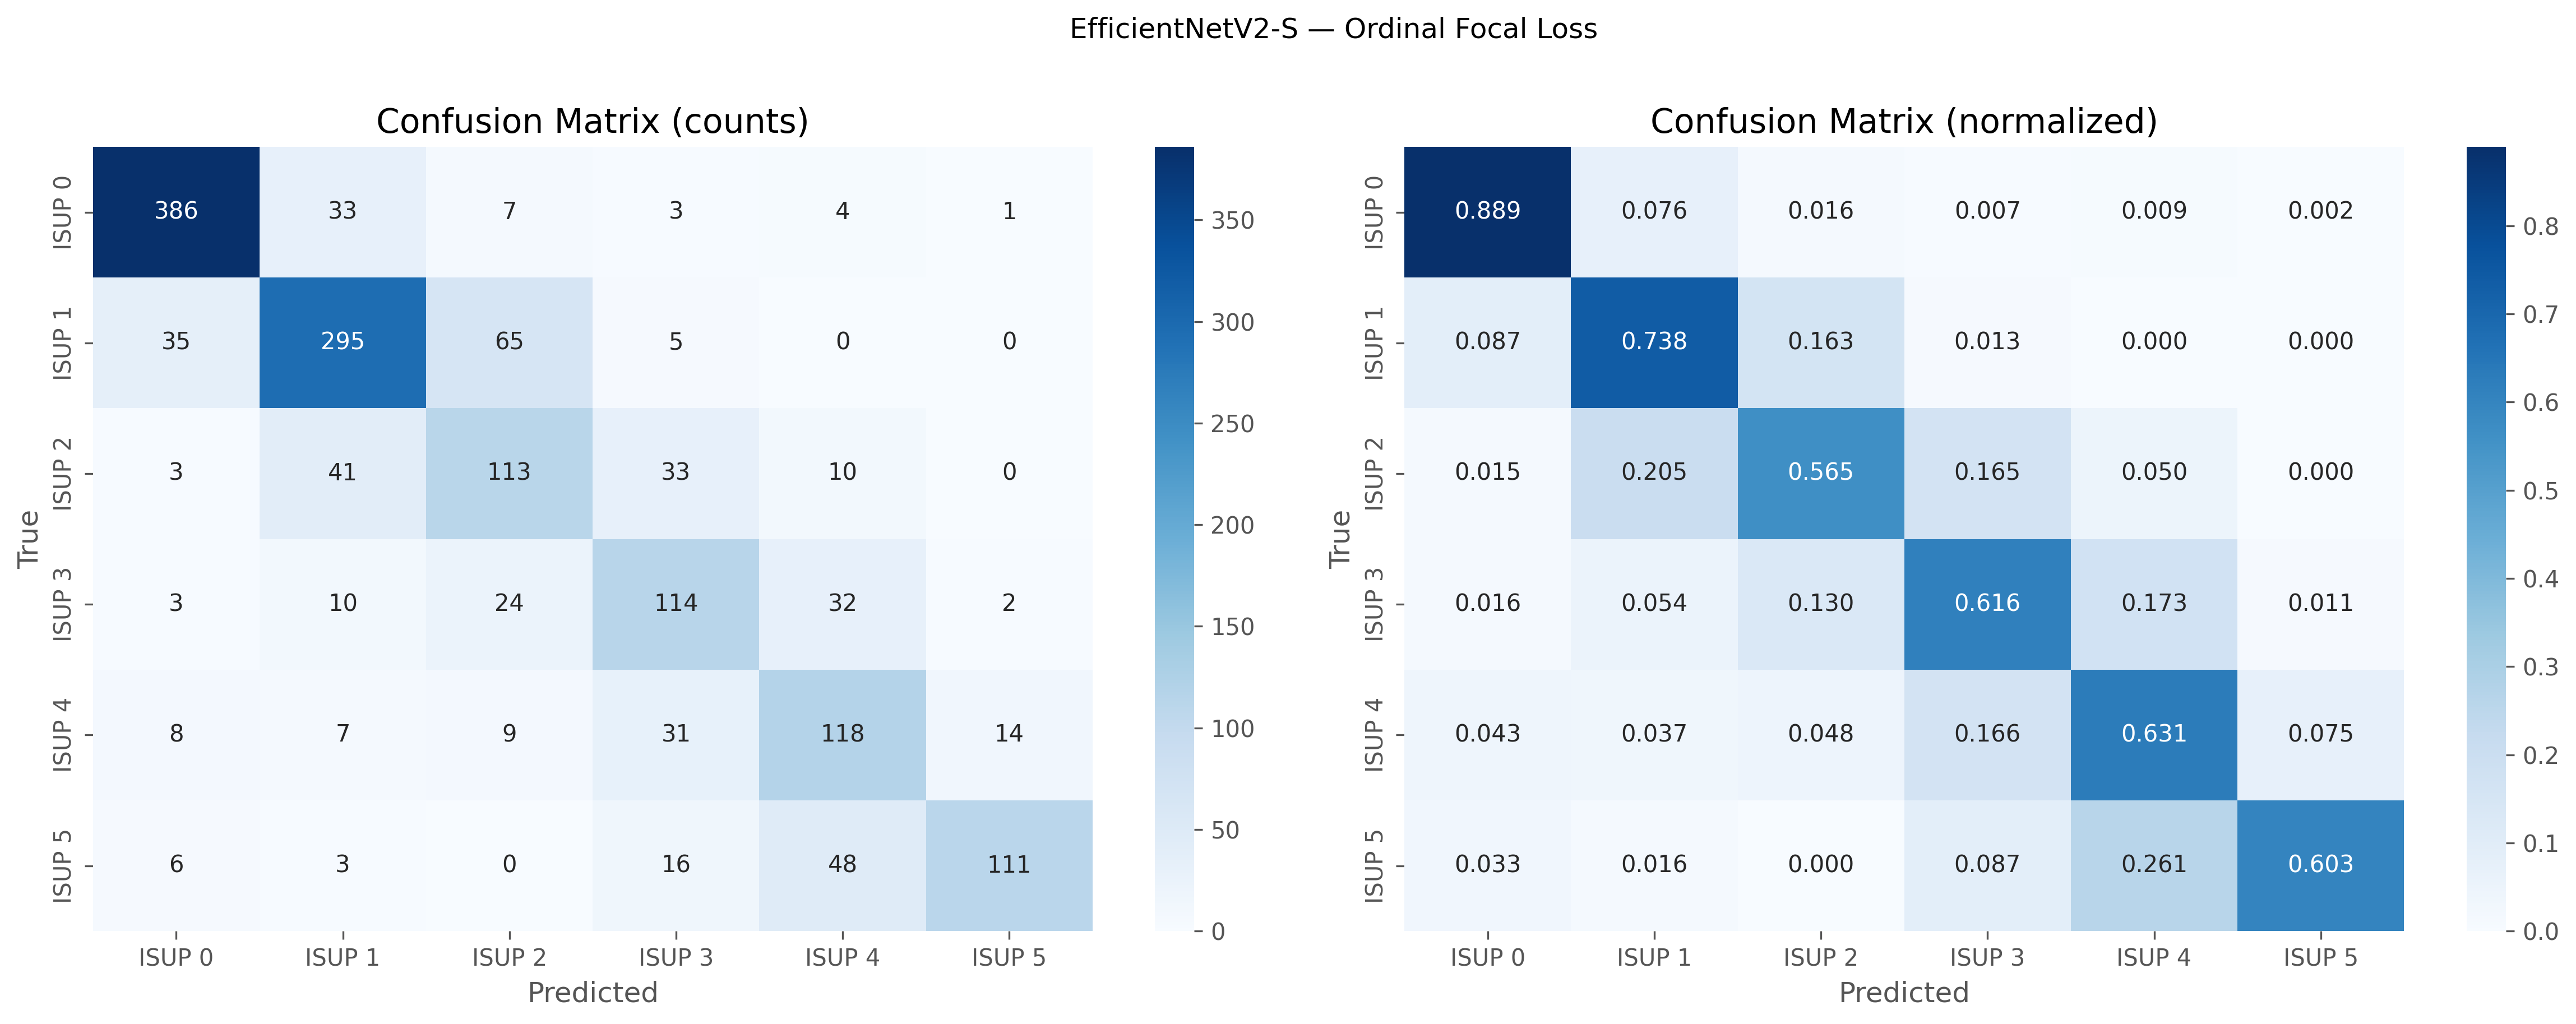 EfficientNetV2-S — Ordinal Focal Loss
Confusion Matrix (counts)
True
ISUP 0 386 33 7 3 4 1
ISUP 1 35 295 65 5 0 0
ISUP 2 3 41 113 33 10 0
ISUP 3 3 10 24 114 32 2
ISUP 4 8 7 9 31 118 14
ISUP 5 6 3 0 16 48 111
ISUP 0 ISUP 1 ISUP 2 ISUP 3 ISUP 4 ISUP 5
Predicted
350
300
250
200
150
100
50
0
Confusion Matrix (normalized)
True
ISUP 0 0.889 0.076 0.016 0.007 0.009 0.002
ISUP 1 0.087 0.738 0.163 0.013 0.000 0.000
ISUP 2 0.015 0.205 0.565 0.165 0.050 0.000
ISUP 3 0.016 0.054 0.130 0.616 0.173 0.011
ISUP 4 0.043 0.037 0.048 0.166 0.631 0.075
ISUP 5 0.033 0.016 0.000 0.087 0.261 0.603
ISUP 0 ISUP 1 ISUP 2 ISUP 3 ISUP 4 ISUP 5
Predicted
0.8
0.7
0.6
0.5
0.4
0.3
0.2
0.1
0.0